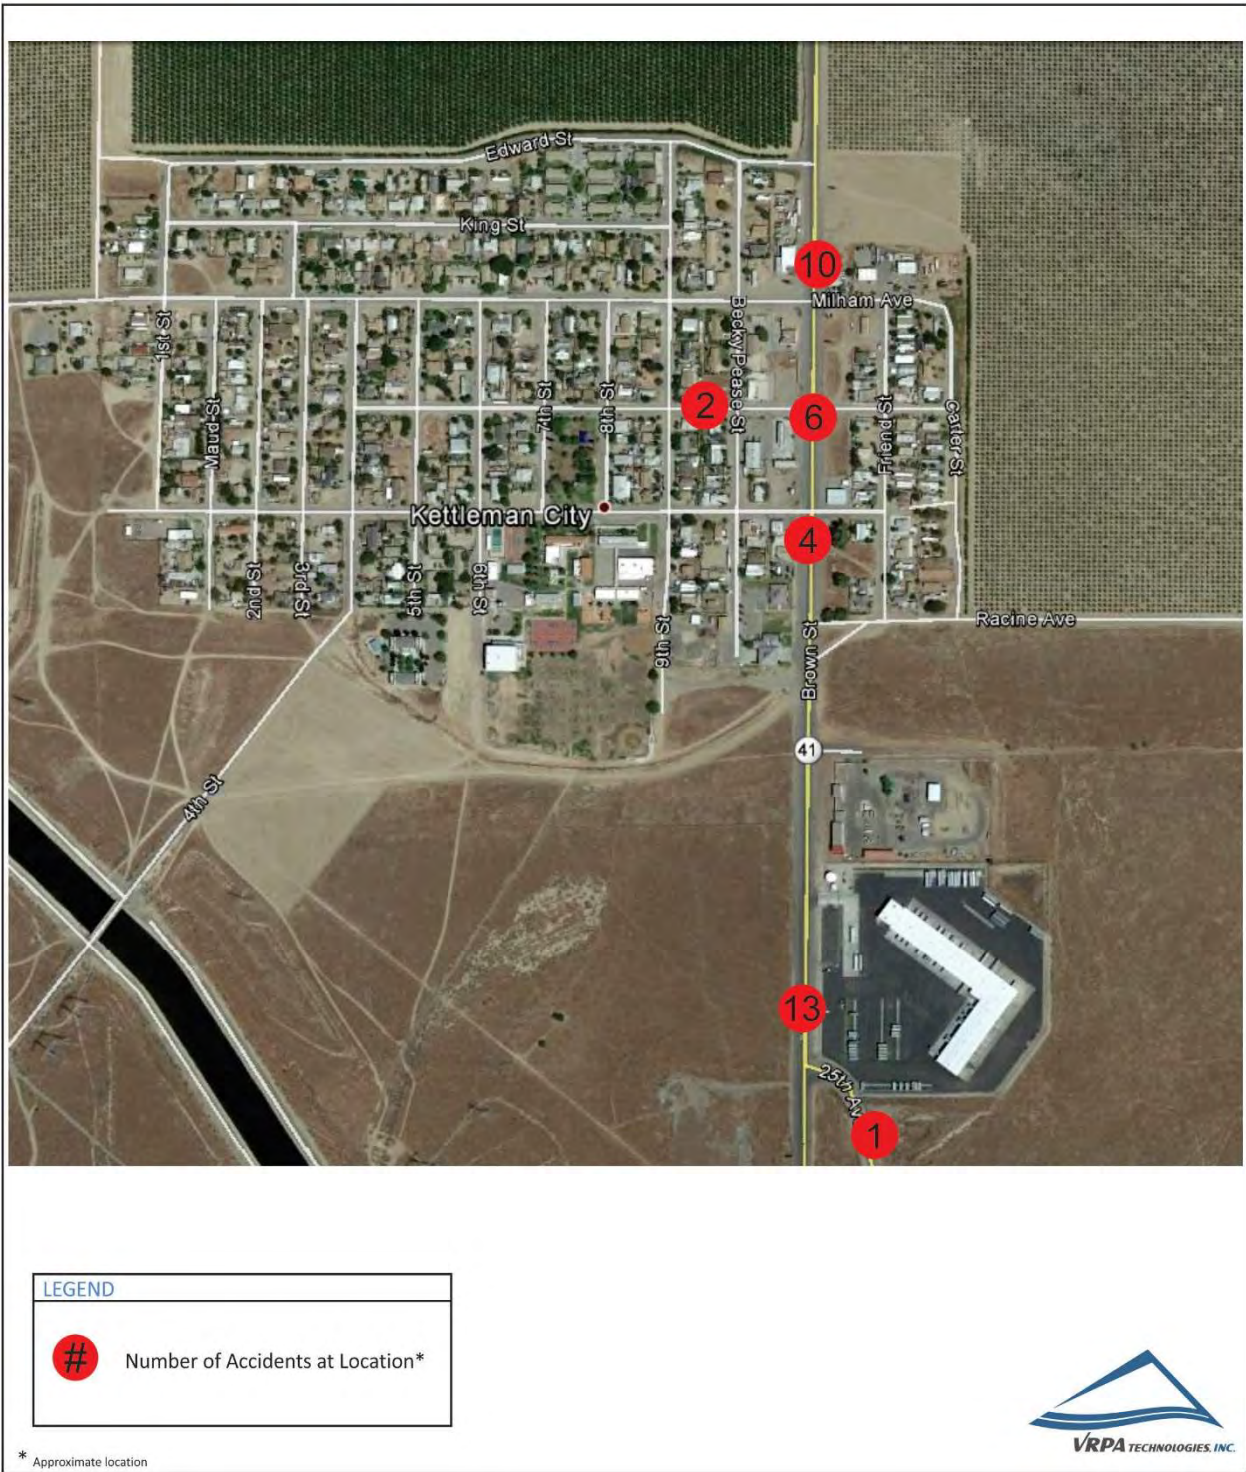 Edward St
King St
10
Milham Ave
1st St
Becky Pease St
7th St
8th St
2
6
Maud St
Friend St
Carter St
Kettleman City
4
2nd St
3rd St
5th St
6th St
9th St
Brown St
Racine Ave
41
4th St
13
25th Av
1
LEGEND
# Number of Accidents at Location*
* Approximate location
VRPA TECHNOLOGIES, INC.